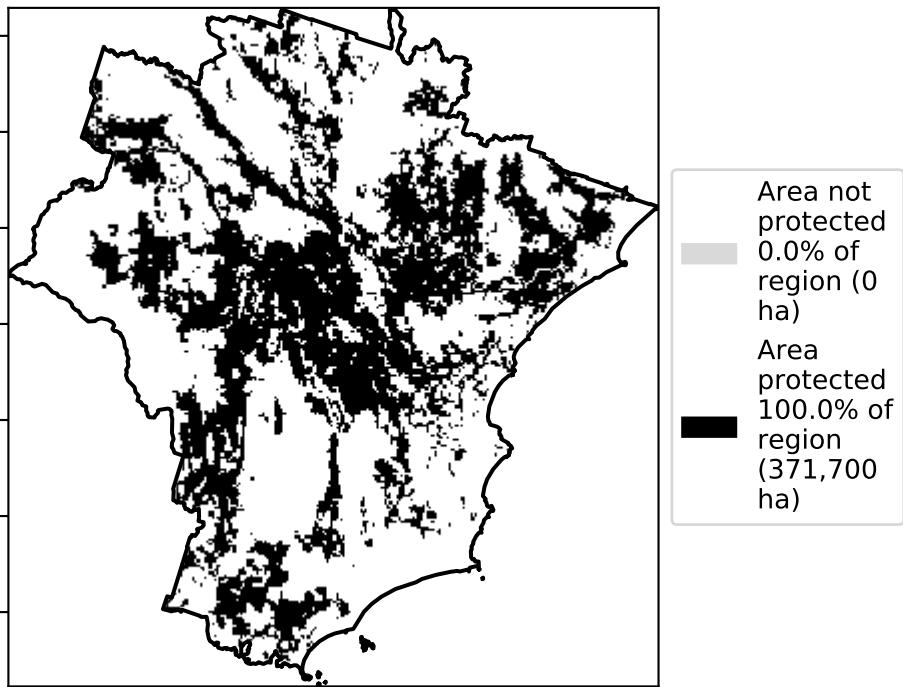 Area not
protected
0.0% of
region (0
ha)
Area
protected
100.0% of
region
(371,700
ha)